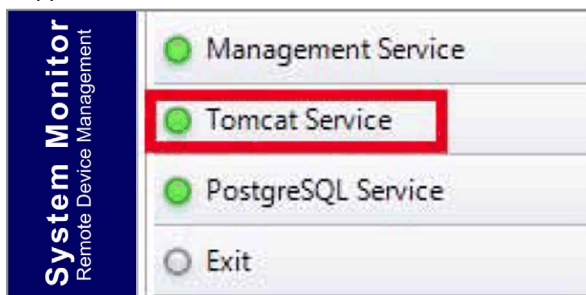 System Monitor
Remote Device Management
Management Service
Tomcat Service
PostgreSQL Service
Exit